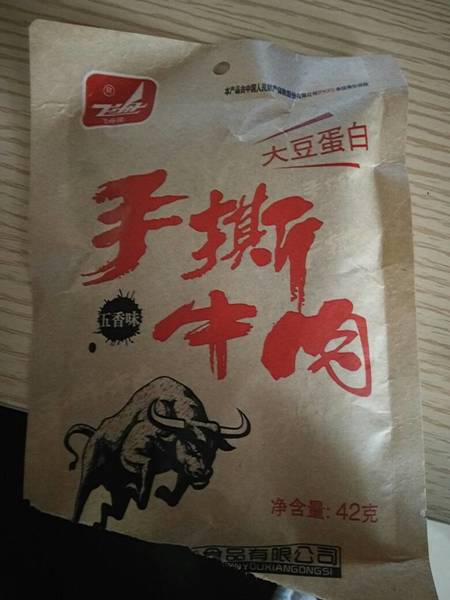 ®
飞舟
大豆蛋白
手撕
五香味
牛肉
净含量: 42克
食品有限公司